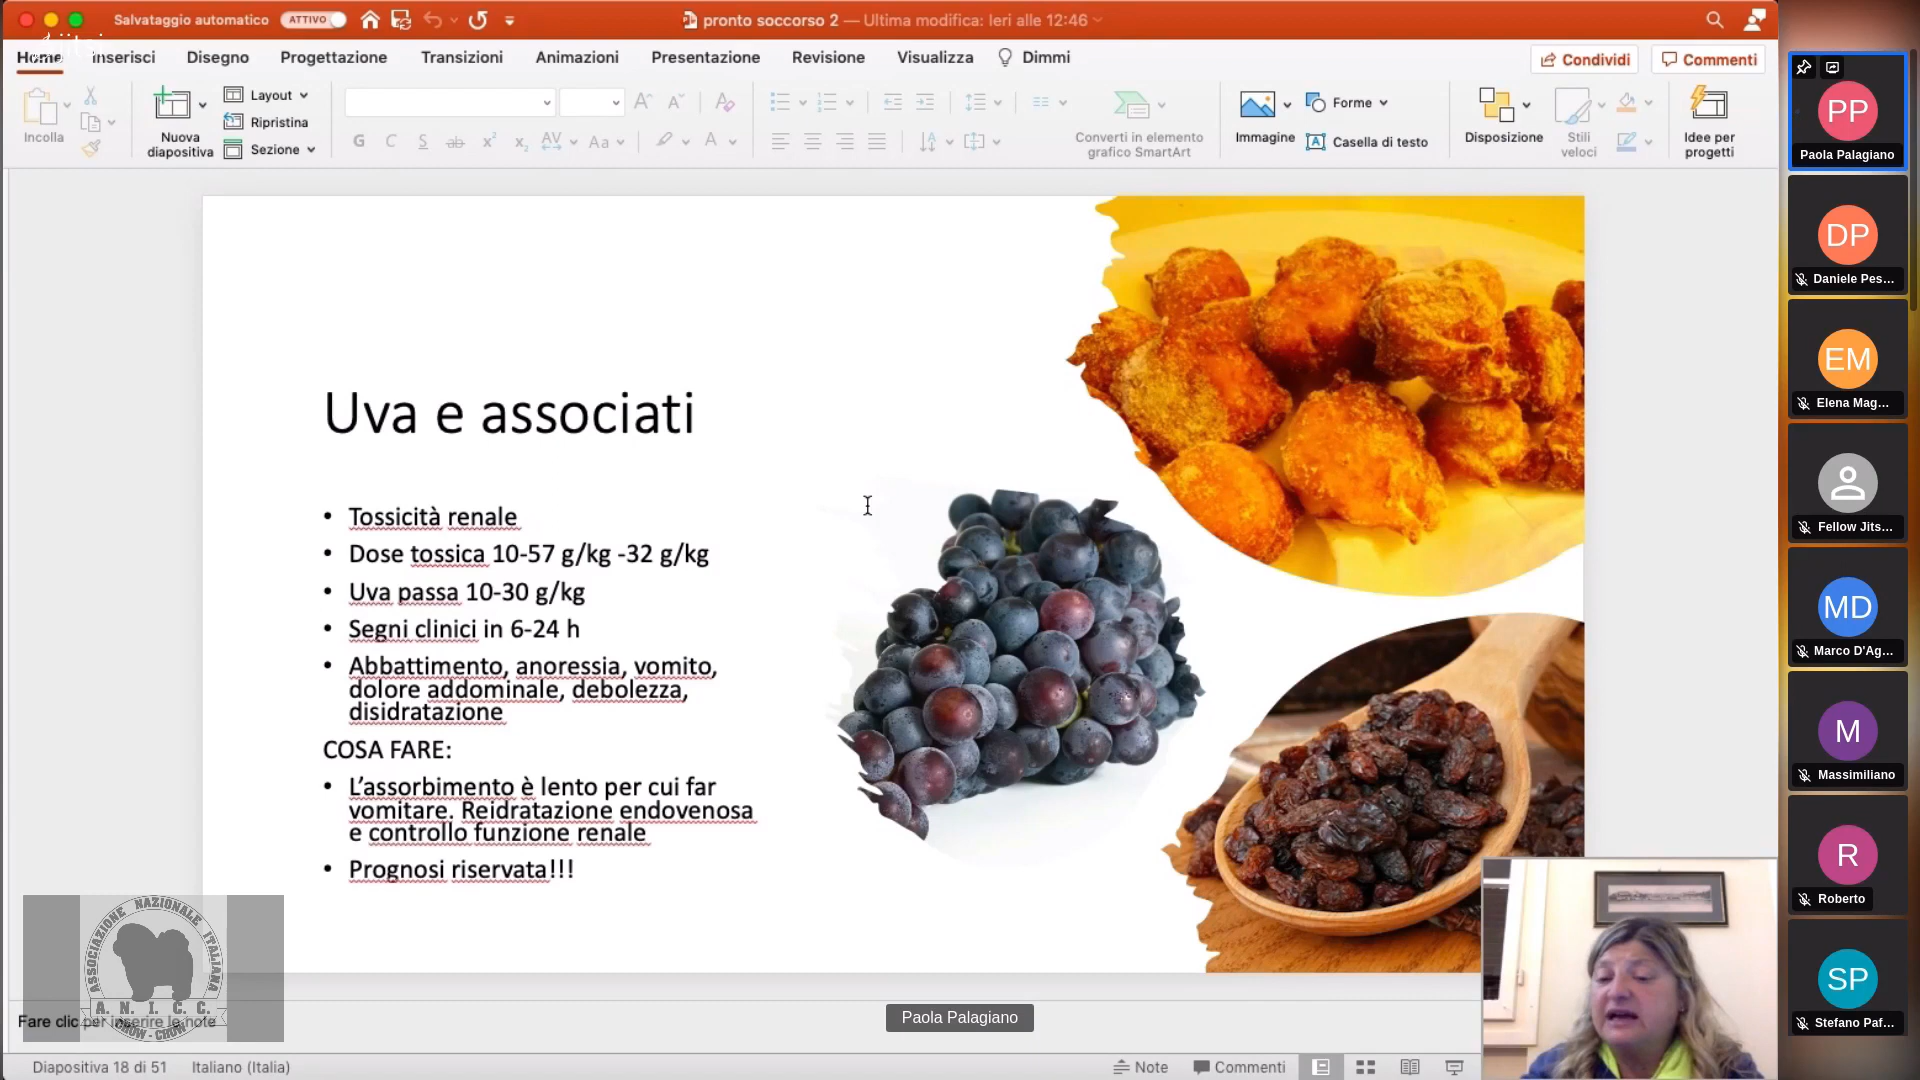 Salvataggio automatico ATTIVO pronto soccorso 2 — Ultima modifica: Ieri alle 12:46
Home Inserisci Disegno Progettazione Transizioni Animazioni Presentazione Revisione Visualizza Dimmi Condividi Commenti
Incolla
Nuova diapositiva
Layout
Ripristina
Sezione
Converti in elemento grafico SmartArt
Immagine
Forme
Casella di testo
Disposizione
Stili veloci
Idee per progetti
Uva e associati
• Tossicità renale
• Dose tossica 10-57 g/kg -32 g/kg
• Uva passa 10-30 g/kg
• Segni clinici in 6-24 h
• Abbattimento, anoressia, vomito,
dolore addominale, debolezza,
disidratazione
COSA FARE:
• L’assorbimento è lento per cui far
vomitare. Reidratazione endovenosa
e controllo funzione renale
• Prognosi riservata!!!
ASSOCIAZIONE NAZIONALE ITALIANA
A. N. I. C. C.
CHOW - CHOW
Fare clic per inserire le note
Paola Palagiano
Diapositiva 18 di 51 Italiano (Italia) Note Commenti
PP
Paola Palagiano
DP
Daniele Pes...
EM
Elena Mag...
Fellow Jits...
MD
Marco D'Ag...
M
Massimiliano
R
Roberto
SP
Stefano Paf...